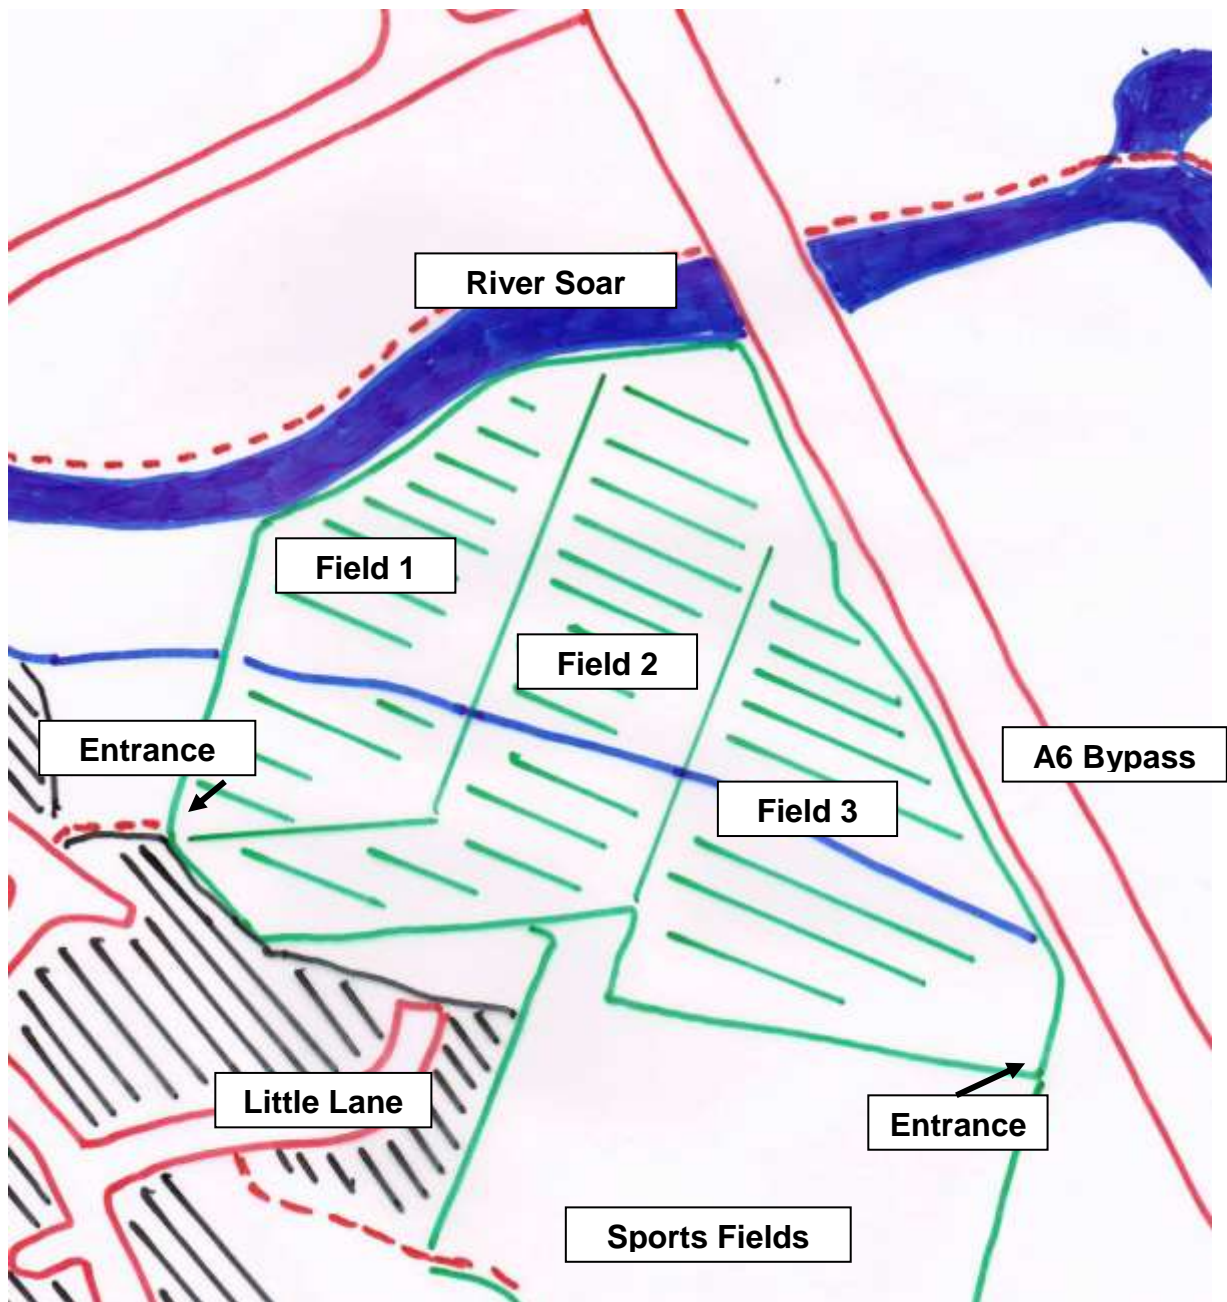 River Soar
Field 1
Field 2
Entrance
A6 Bypass
Field 3
Little Lane
Entrance
Sports Fields